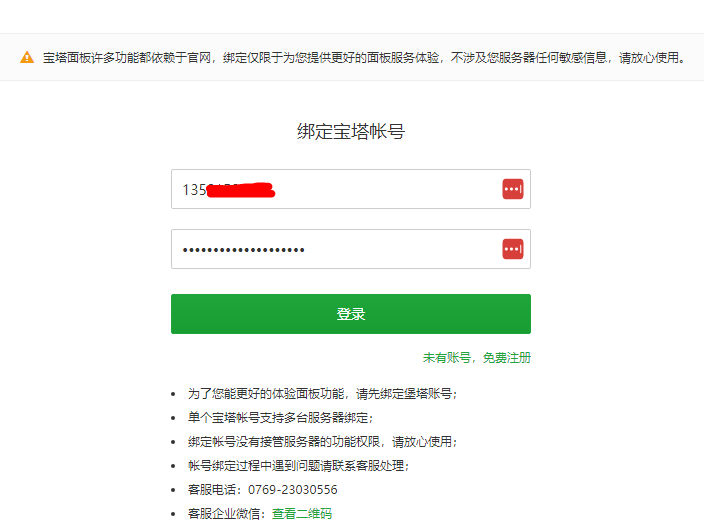 宝塔面板许多功能都依赖于官网，绑定仅限于为您提供更好的面板服务体验，不涉及您服务器任何敏感信息，请放心使用。
绑定宝塔帐号
135
••••••••••••••••••••
登录
未有账号，免费注册
• 为了您能更好的体验面板功能，请先绑定堡塔账号；
• 单个宝塔帐号支持多台服务器绑定；
• 绑定帐号没有接管服务器的功能权限，请放心使用；
• 帐号绑定过程中遇到问题请联系客服处理；
• 客服电话：0769-23030556
• 客服企业微信：查看二维码